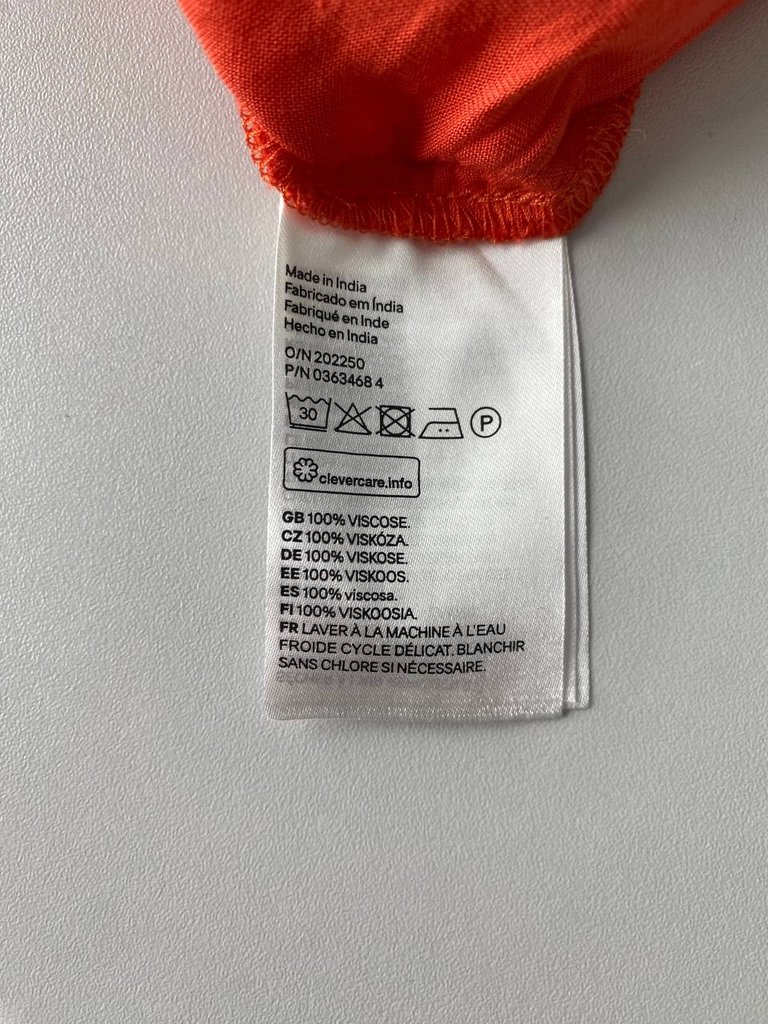 Made in India
Fabricado em Índia
Fabriqué en Inde
Hecho en India
O/N 202250
P/N 0363468 4
30 P
clevercare.info
GB 100% VISCOSE.
CZ 100% VISKÓZA.
DE 100% VISKOSE.
EE 100% VISKOOS.
ES 100% viscosa.
FI 100% VISKOOSIA.
FR LAVER À LA MACHINE À L'EAU
FROIDE CYCLE DÉLICAT. BLANCHIR
SANS CHLORE SI NÉCESSAIRE.